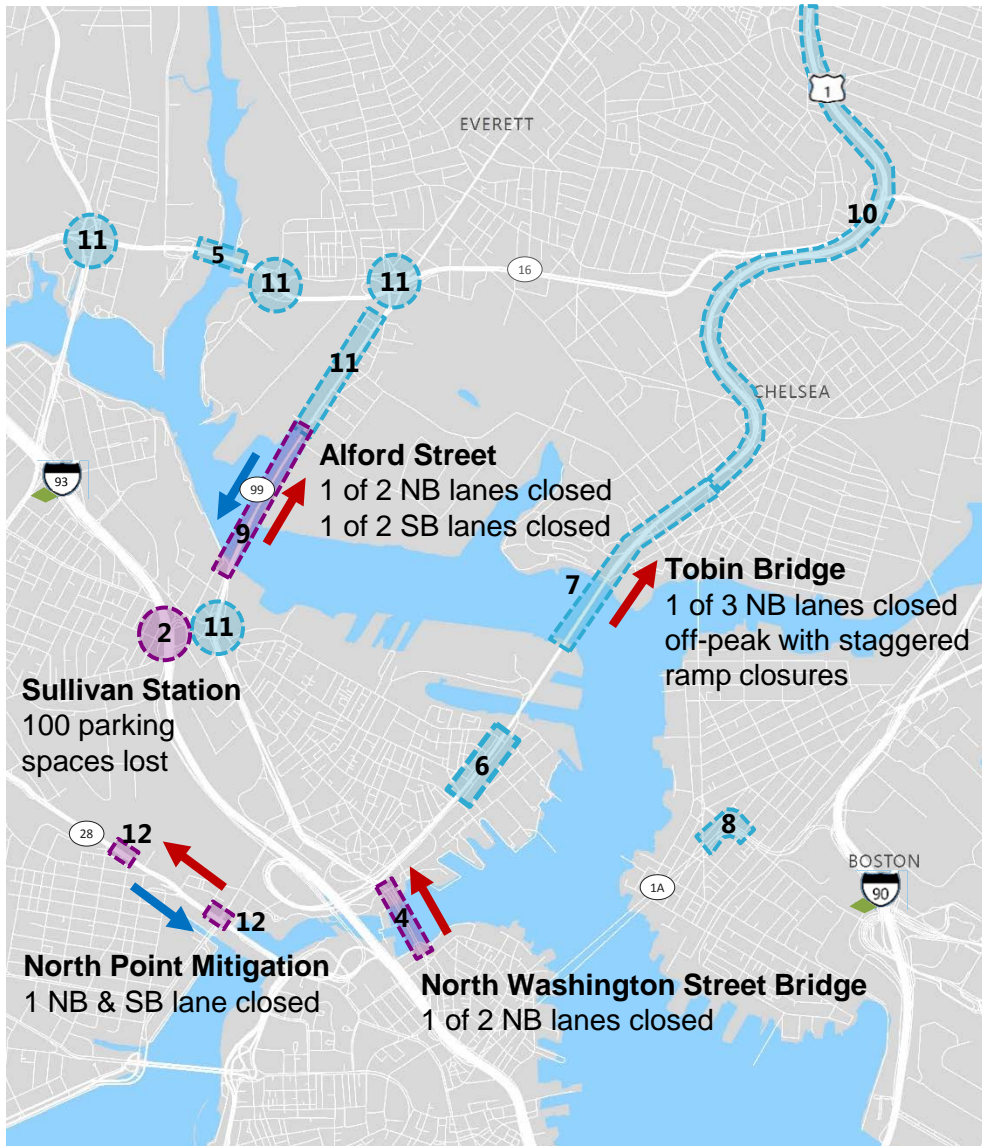 1
EVERETT
10
11
5
11
11
16
11
CHELSEA
93
99
Alford Street
1 of 2 NB lanes closed
1 of 2 SB lanes closed
9
7
Tobin Bridge
1 of 3 NB lanes closed
off-peak with staggered
ramp closures
2
11
Sullivan Station
100 parking
spaces lost
6
28
12
8
BOSTON
1A
90
12
4
North Point Mitigation
1 NB & SB lane closed
North Washington Street Bridge
1 of 2 NB lanes closed